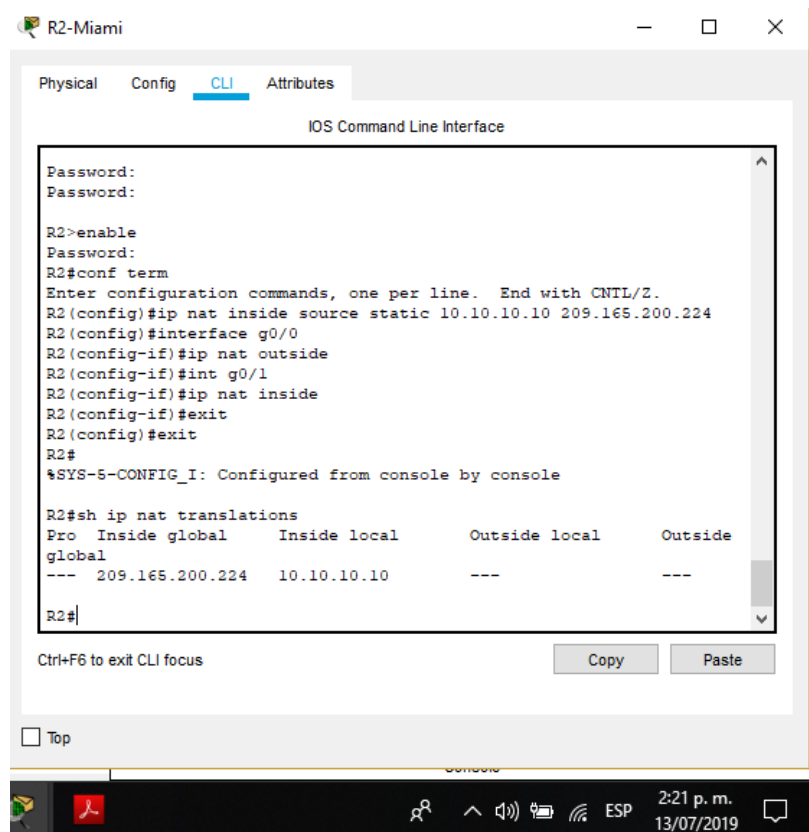 R2-Miami
Physical Config CLI Attributes
IOS Command Line Interface
Password:
Password:
R2>enable
Password:
R2#conf term
Enter configuration commands, one per line.  End with CNTL/Z.
R2(config)#ip nat inside source static 10.10.10.10 209.165.200.224
R2(config)#interface g0/0
R2(config-if)#ip nat outside
R2(config-if)#int g0/1
R2(config-if)#ip nat inside
R2(config-if)#exit
R2(config)#exit
R2#
%SYS-5-CONFIG_I: Configured from console by console
R2#sh ip nat translations
Pro  Inside global     Inside local       Outside local      Outside
global
---  209.165.200.224   10.10.10.10        ---                ---
R2#
Ctrl+F6 to exit CLI focus Copy Paste
Top
ESP 2:21 p. m.
13/07/2019